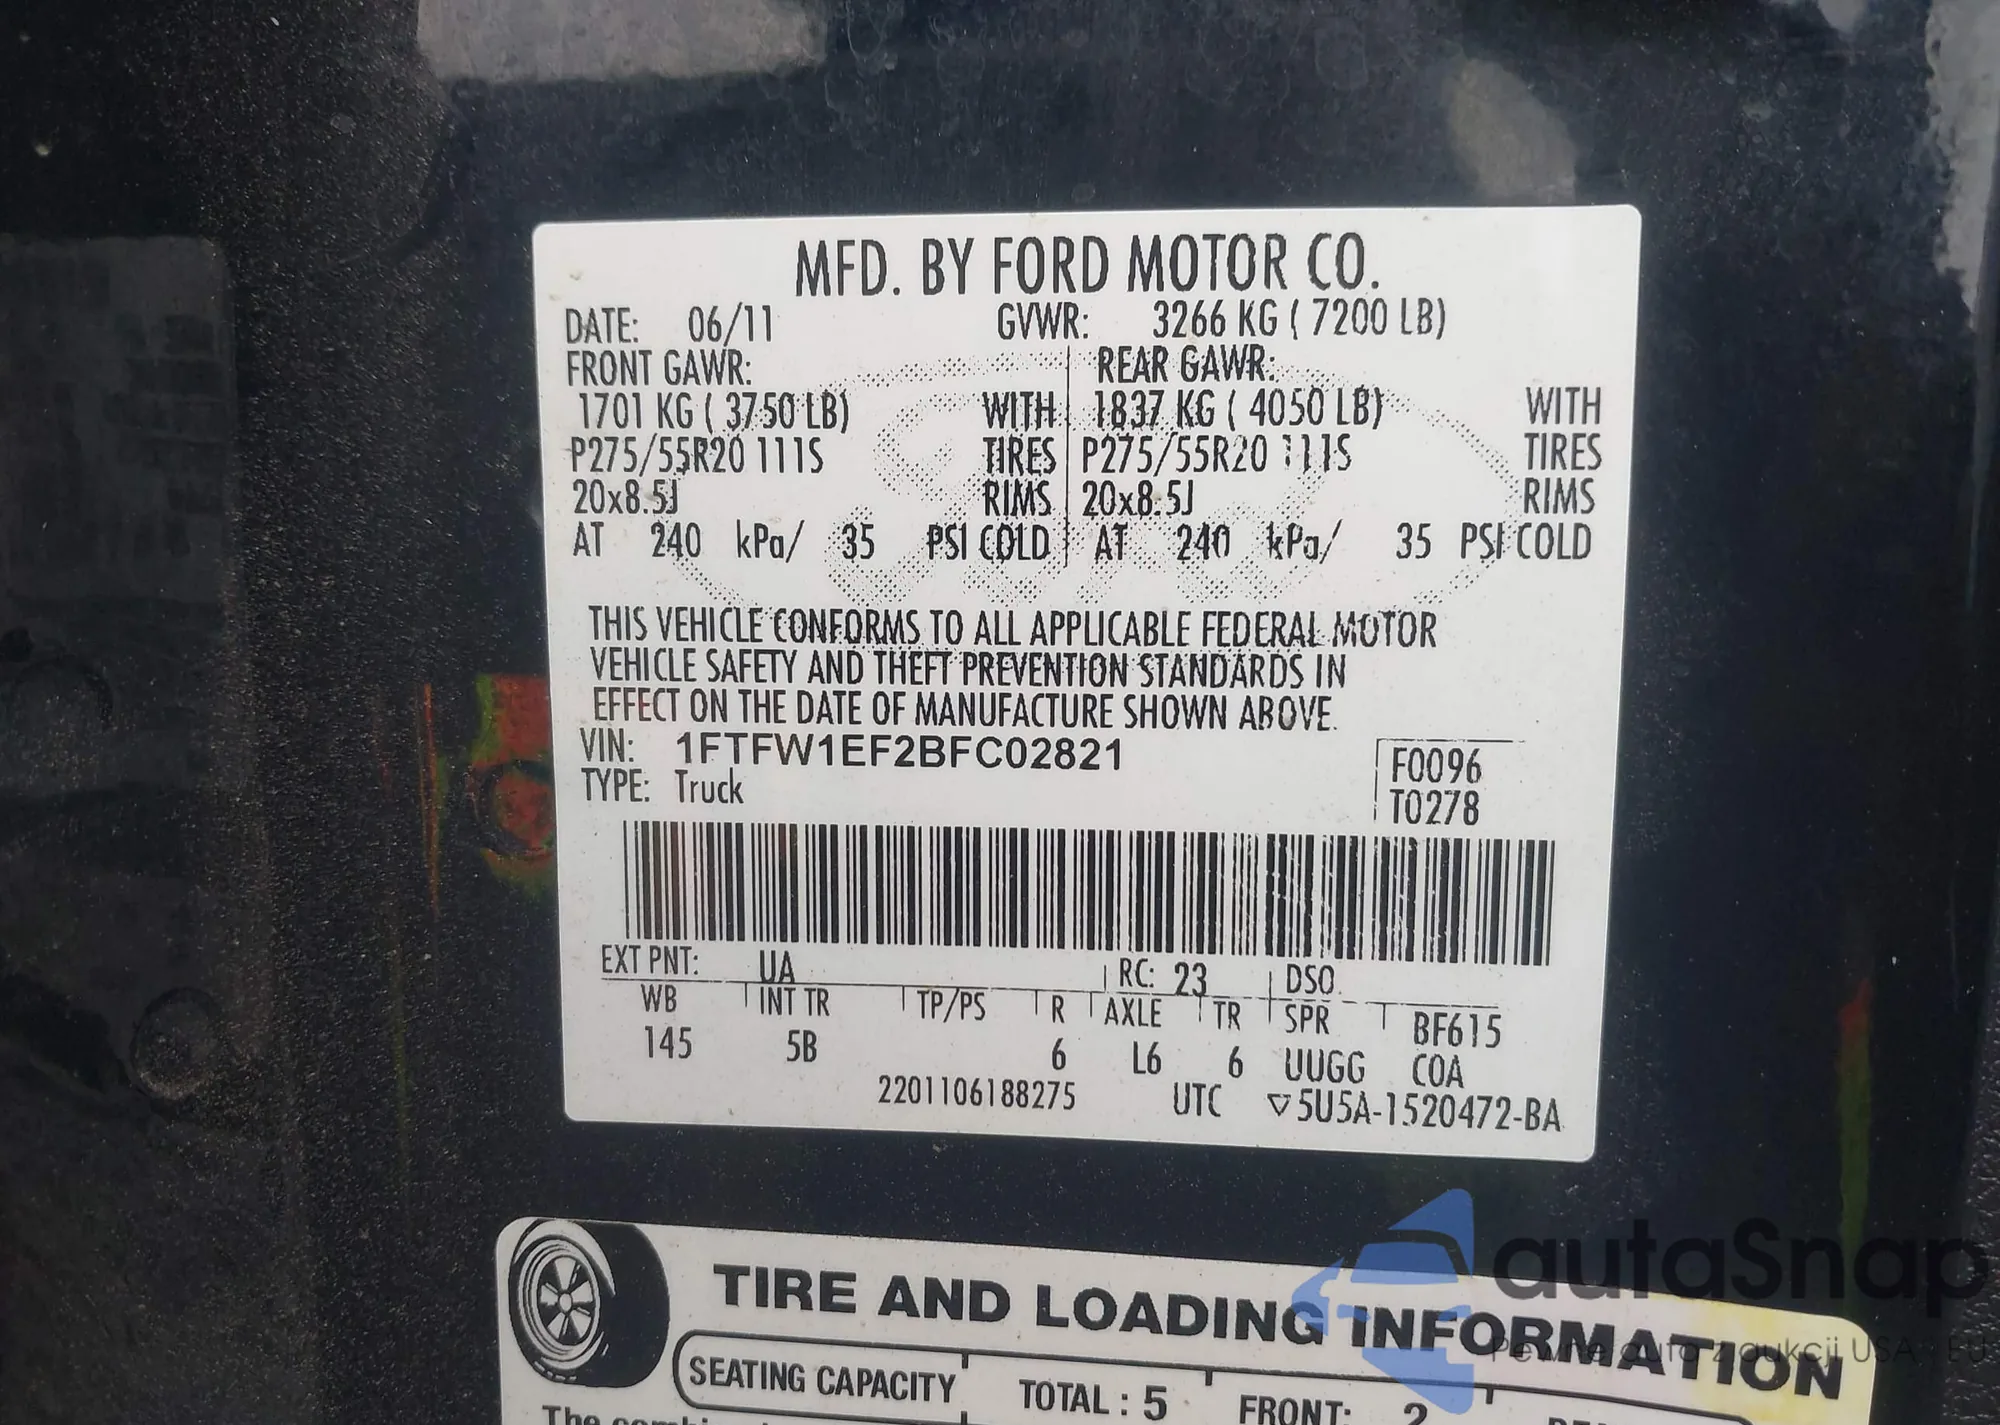 MFD. BY FORD MOTOR CO.
DATE: 06/11 GVWR: 3266 KG ( 7200 LB)
FRONT GAWR: REAR GAWR:
1701 KG ( 3750 LB) WITH 1837 KG ( 4050 LB) WITH
P275/55R20 111S TIRES P275/55R20 111S TIRES
20x8.5J RIMS 20x8.5J RIMS
AT 240 kPa/ 35 PSI COLD AT 240 kPa/ 35 PSI COLD
THIS VEHICLE CONFORMS TO ALL APPLICABLE FEDERAL MOTOR
VEHICLE SAFETY AND THEFT PREVENTION STANDARDS IN
EFFECT ON THE DATE OF MANUFACTURE SHOWN ABOVE.
VIN: 1FTFW1EF2BFC02821 F0096
TYPE: Truck T0278
EXT PNT: UA RC: 23 DSO
WB INT TR TP/PS R AXLE TR SPR BF615
145 5B 6 L6 6 UUGG COA
2201106188275 UTC ▽5U5A-1520472-BA
autaSnap
TIRE AND LOADING INFORMATION
Pewne auta z aukcji USA EU
SEATING CAPACITY TOTAL : 5 FRONT: 2
The